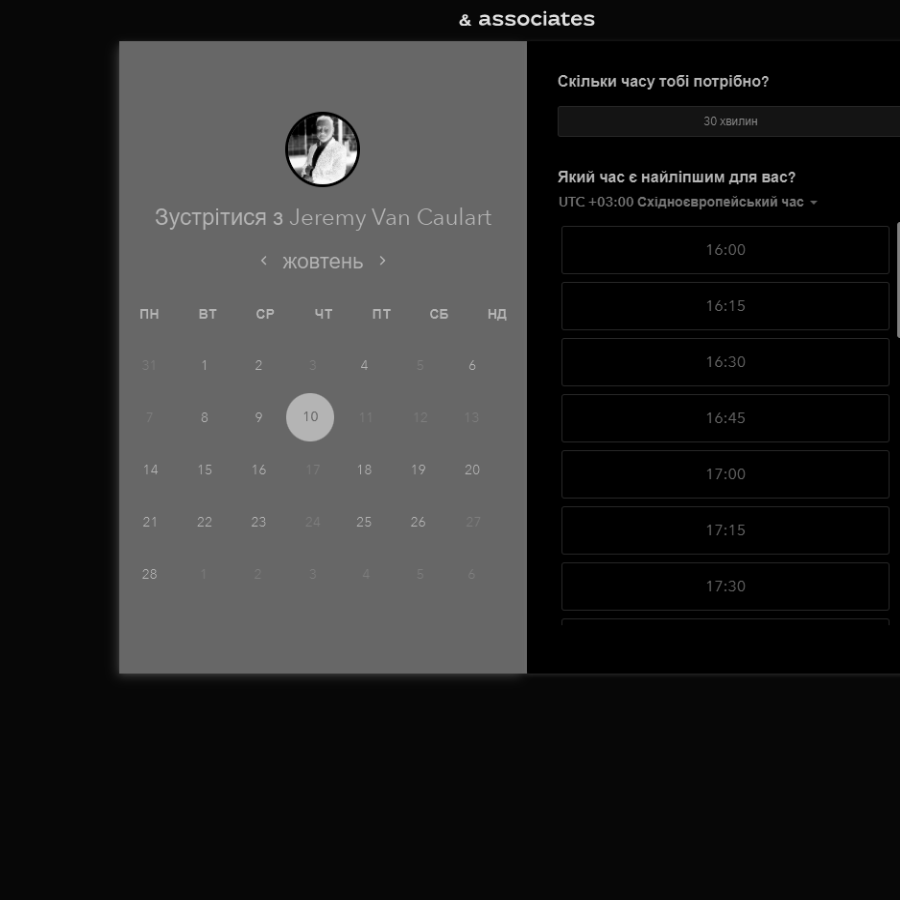 & associates
Зустрітися з Jeremy Van Caulart
жовтень
ПН ВТ СР ЧТ ПТ СБ НД
31 1 2 3 4 5 6
7 8 9 10 11 12 13
14 15 16 17 18 19 20
21 22 23 24 25 26 27
28 1 2 3 4 5 6
Скільки часу тобі потрібно?
30 хвилин
Який час є найліпшим для вас?
UTC +03:00 Східноєвропейський час
16:00
16:15
16:30
16:45
17:00
17:15
17:30